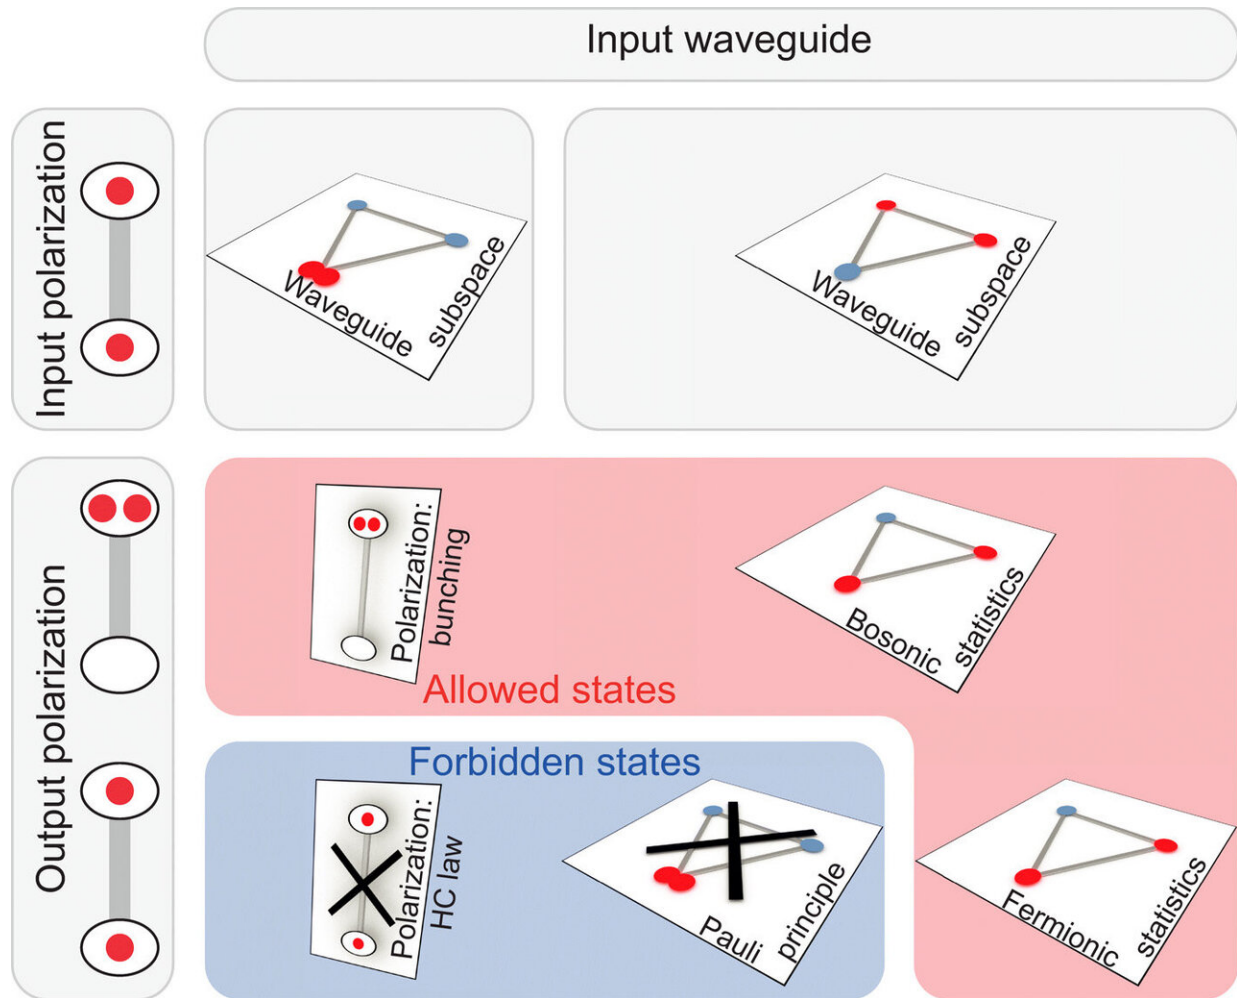 Input waveguide
Input polarization
Waveguide
subspace
Waveguide
subspace
Output polarization
Polarization:
bunching
Bosonic
statistics
Allowed states
Forbidden states
Polarization:
HC law
Pauli
principle
Fermionic
statistics